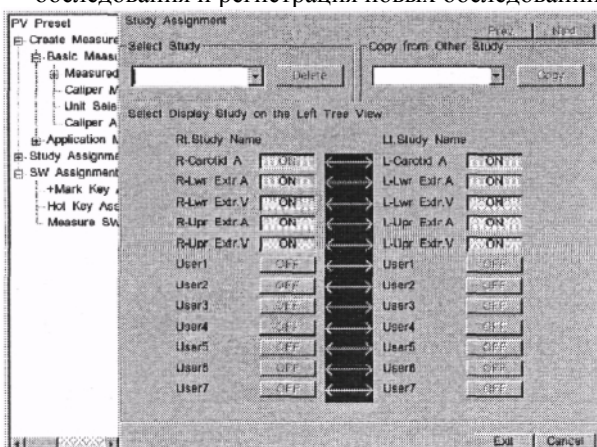 обследования и регистрация новых обследований
PV Preset
Create Measure
Basic Measu
Measured
Caliper M
Unit Sele
Caliper A
Application M
Study Assignme
SW Assignment
+Mark Key
Hot Key Ass
Measure SW
Study Assignment
Prev Next
Select Study
Delete
Copy from Other Study
Copy
Select Display Study on the Left Tree View
Rt.Study Name Lt.Study Name
R-Carotid A ON L-Carotid A ON
R-Lwr Extr.A ON L-Lwr Extr.A ON
R-Lwr Extr.V ON L-Lwr Extr.V ON
R-Upr Extr.A ON L-Upr Extr.A ON
R-Upr Extr.V ON L-Upr Extr.V ON
User1 OFF User1 OFF
User2 OFF User2 OFF
User3 OFF User3 OFF
User4 OFF User4 OFF
User5 OFF User5 OFF
User6 OFF User6 OFF
User7 OFF User7 OFF
Exit Cancel